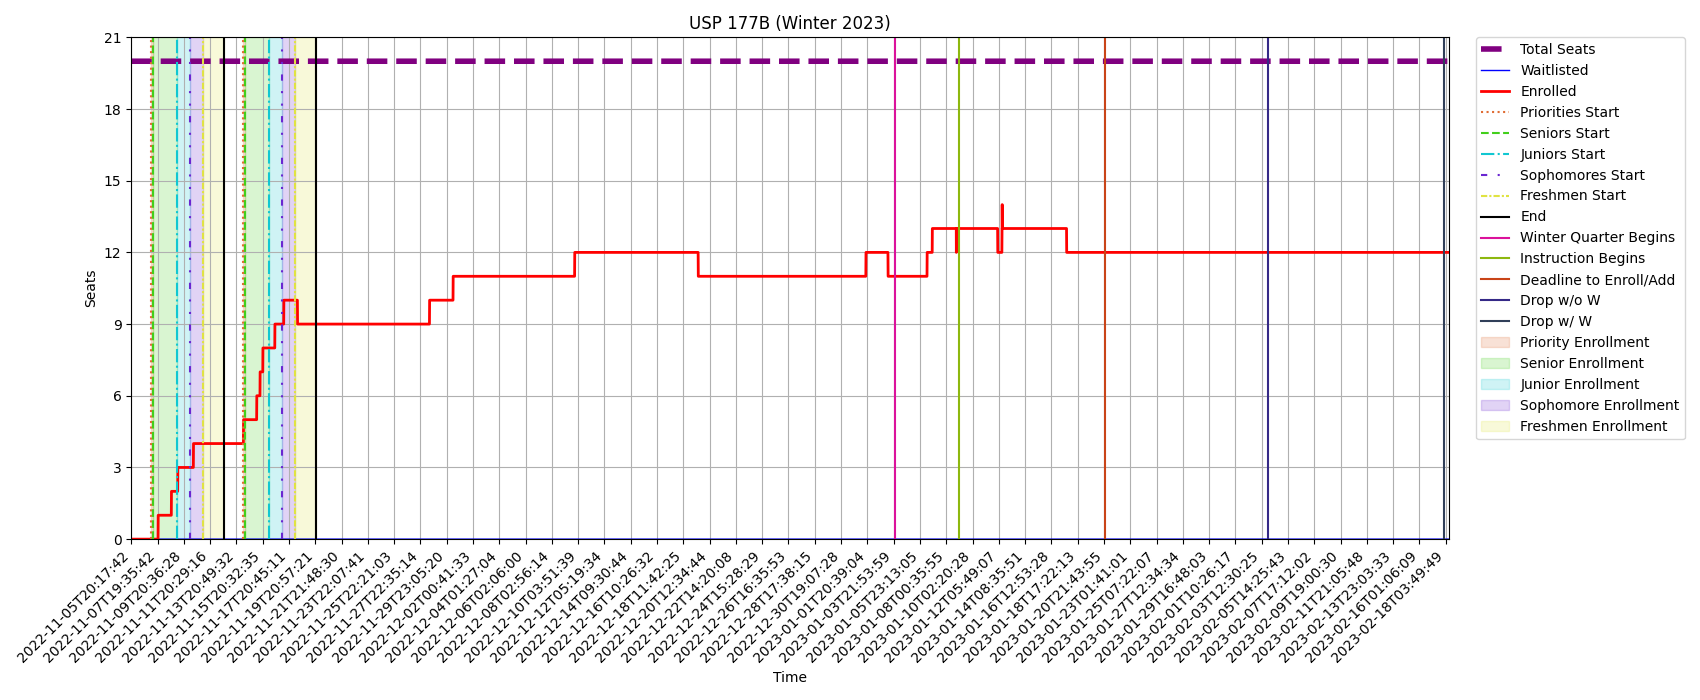 USP 177B (Winter 2023)
21
18
15
12
9
6
3
0
Seats
2022-11-05T20:17:42
2022-11-07T19:35:42
2022-11-09T20:36:28
2022-11-11T20:29:16
2022-11-13T20:49:32
2022-11-15T20:32:35
2022-11-17T20:45:11
2022-11-19T20:57:21
2022-11-21T21:48:30
2022-11-23T22:07:41
2022-11-25T22:21:03
2022-11-27T22:35:14
2022-11-29T23:05:20
2022-12-02T00:41:33
2022-12-04T01:27:04
2022-12-06T02:06:00
2022-12-08T02:56:14
2022-12-10T03:51:39
2022-12-12T05:19:34
2022-12-14T09:30:44
2022-12-16T10:26:32
2022-12-18T11:42:25
2022-12-20T12:34:44
2022-12-22T14:20:08
2022-12-24T15:28:29
2022-12-26T16:35:53
2022-12-28T17:38:15
2022-12-30T19:07:28
2023-01-01T20:39:04
2023-01-03T21:53:59
2023-01-05T23:13:05
2023-01-08T00:35:55
2023-01-10T02:20:28
2023-01-12T05:49:07
2023-01-14T08:35:51
2023-01-16T12:53:28
2023-01-18T17:22:13
2023-01-20T21:43:55
2023-01-23T01:41:01
2023-01-25T07:22:07
2023-01-27T12:34:34
2023-01-29T16:48:03
2023-02-01T10:26:17
2023-02-03T12:30:25
2023-02-05T14:25:43
2023-02-07T17:12:02
2023-02-09T19:00:30
2023-02-11T21:05:48
2023-02-13T23:03:33
2023-02-16T01:06:09
2023-02-18T03:49:49
Time
Total Seats
Waitlisted
Enrolled
Priorities Start
Seniors Start
Juniors Start
Sophomores Start
Freshmen Start
End
Winter Quarter Begins
Instruction Begins
Deadline to Enroll/Add
Drop w/o W
Drop w/ W
Priority Enrollment
Senior Enrollment
Junior Enrollment
Sophomore Enrollment
Freshmen Enrollment